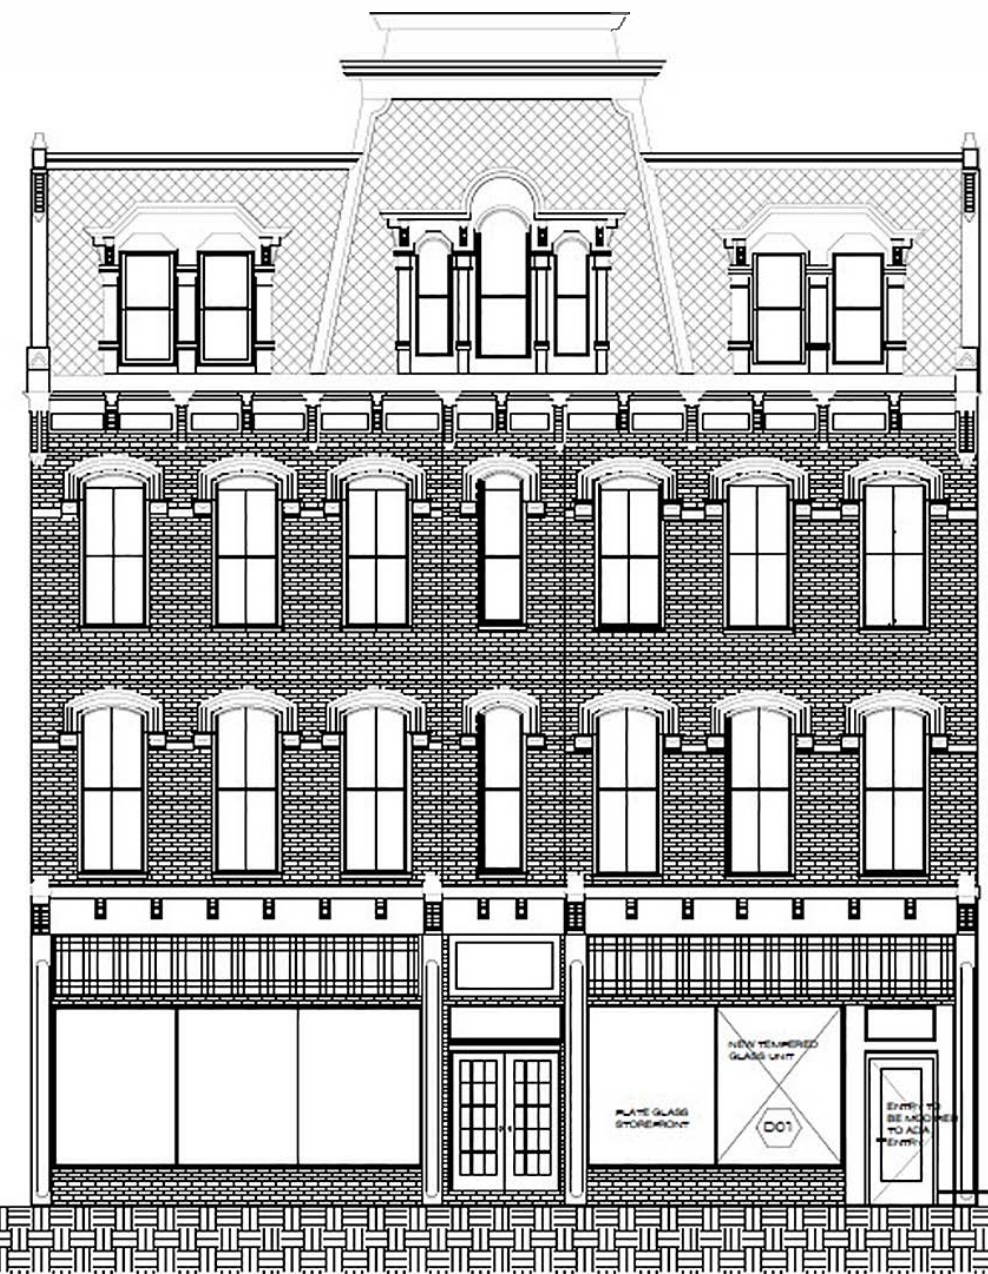 NEW TEMPERED
GLASS UNIT
PLATE GLASS
STOREFRONT
D01
ENTRY TO
BE MODIFIED
TO ADA
ENTRY